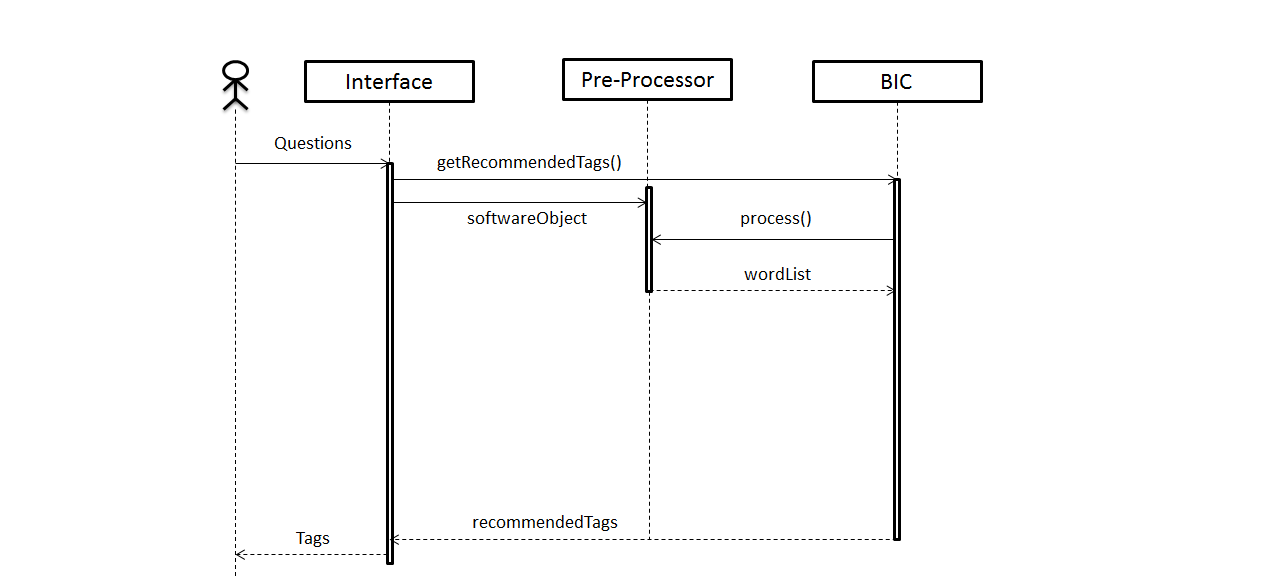 Interface
Pre-Processor
BIC
Questions
getRecommendedTags()
softwareObject
process()
wordList
recommendedTags
Tags